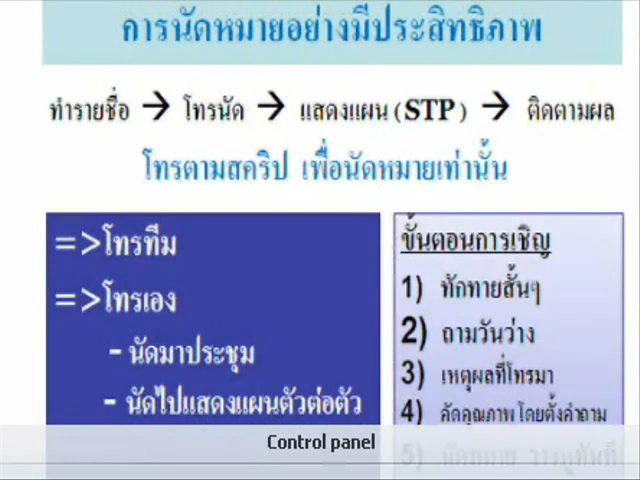 การนัดหมายอย่างมีประสิทธิภาพ
ทำรายชื่อ → โทรนัด → แสดงแผน (STP) → ติดตามผล
โทรตามสคริป เพื่อนัดหมายเท่านั้น
=>โทรทีม
=>โทรเอง
- นัดมาประชุม
- นัดไปแสดงแผนตัวต่อตัว
ขั้นตอนการเชิญ
1) ทักทายสั้นๆ
2) ถามวันว่าง
3) เหตุผลที่โทรมา
4) คัดคุณภาพ โดยตั้งคำถาม
5)
Control panel